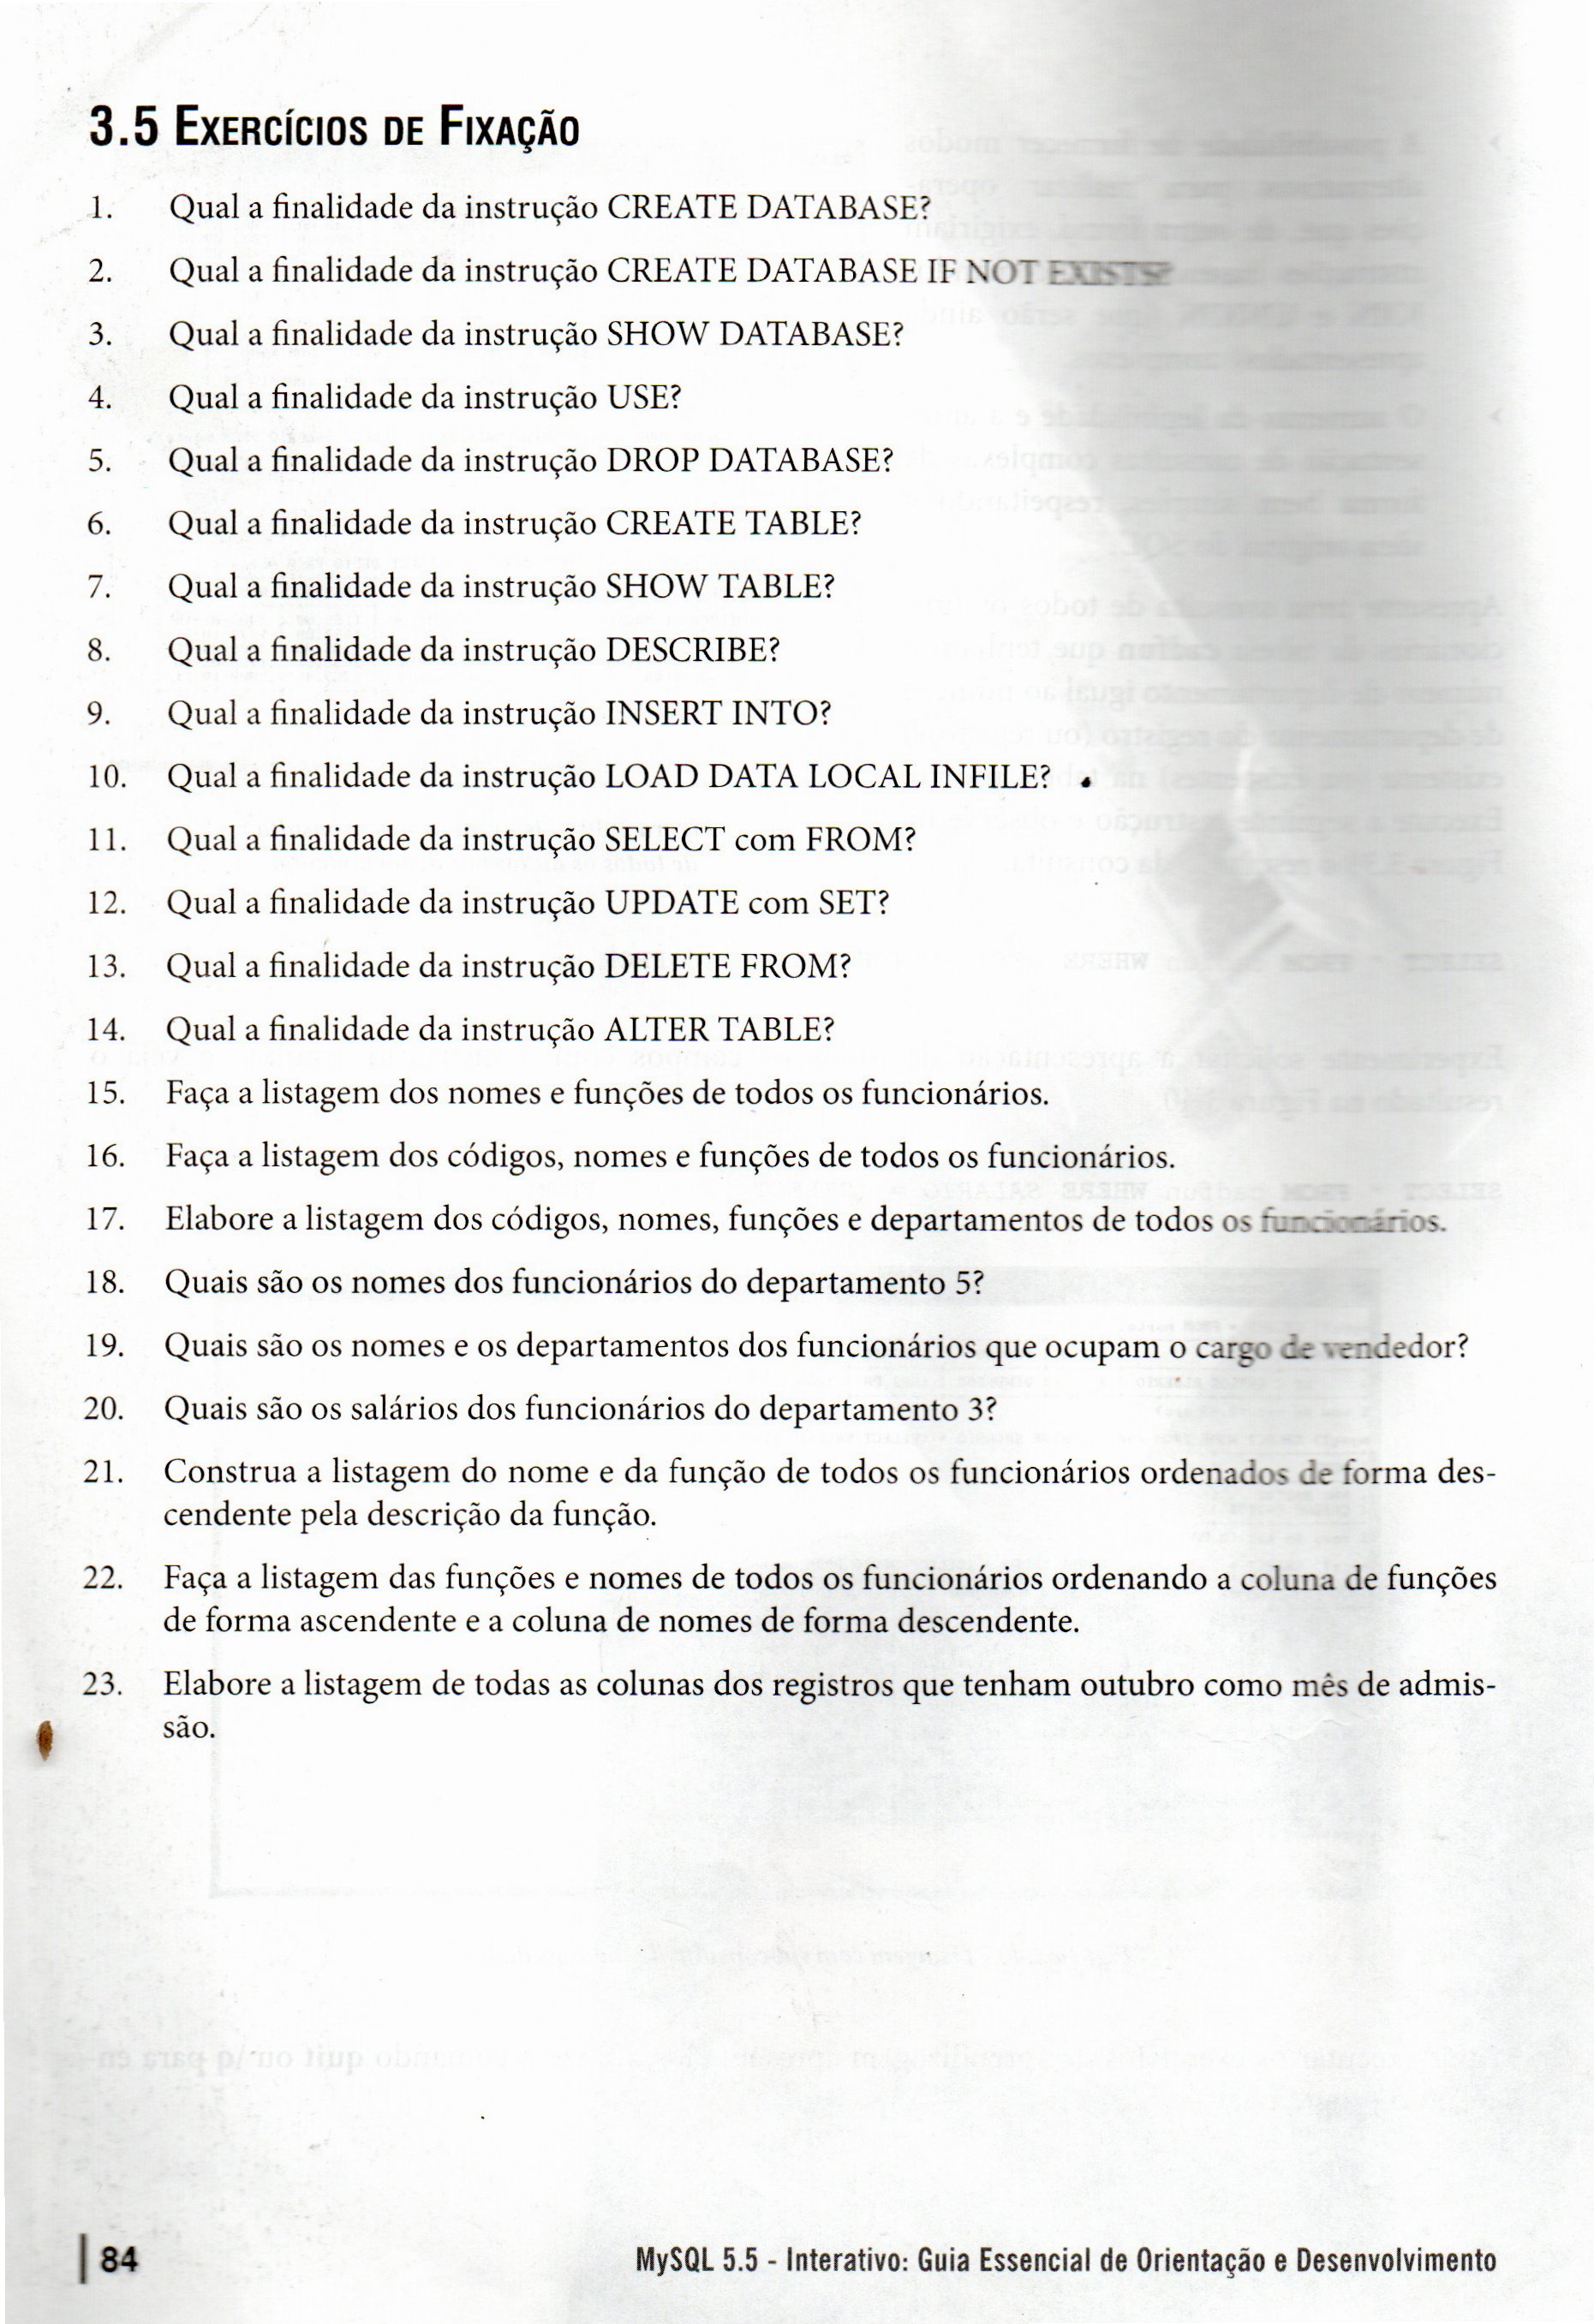 3.5 EXERCÍCIOS DE FIXAÇÃO
1. Qual a finalidade da instrução CREATE DATABASE?
2. Qual a finalidade da instrução CREATE DATABASE IF NOT EXISTS?
3. Qual a finalidade da instrução SHOW DATABASE?
4. Qual a finalidade da instrução USE?
5. Qual a finalidade da instrução DROP DATABASE?
6. Qual a finalidade da instrução CREATE TABLE?
7. Qual a finalidade da instrução SHOW TABLE?
8. Qual a finalidade da instrução DESCRIBE?
9. Qual a finalidade da instrução INSERT INTO?
10. Qual a finalidade da instrução LOAD DATA LOCAL INFILE?
11. Qual a finalidade da instrução SELECT com FROM?
12. Qual a finalidade da instrução UPDATE com SET?
13. Qual a finalidade da instrução DELETE FROM?
14. Qual a finalidade da instrução ALTER TABLE?
15. Faça a listagem dos nomes e funções de todos os funcionários.
16. Faça a listagem dos códigos, nomes e funções de todos os funcionários.
17. Elabore a listagem dos códigos, nomes, funções e departamentos de todos os funcionários.
18. Quais são os nomes dos funcionários do departamento 5?
19. Quais são os nomes e os departamentos dos funcionários que ocupam o cargo de vendedor?
20. Quais são os salários dos funcionários do departamento 3?
21. Construa a listagem do nome e da função de todos os funcionários ordenados de forma des-
cendente pela descrição da função.
22. Faça a listagem das funções e nomes de todos os funcionários ordenando a coluna de funções
de forma ascendente e a coluna de nomes de forma descendente.
23. Elabore a listagem de todas as colunas dos registros que tenham outubro como mês de admis-
são.
84 MySQL 5.5 - Interativo: Guia Essencial de Orientação e Desenvolvimento